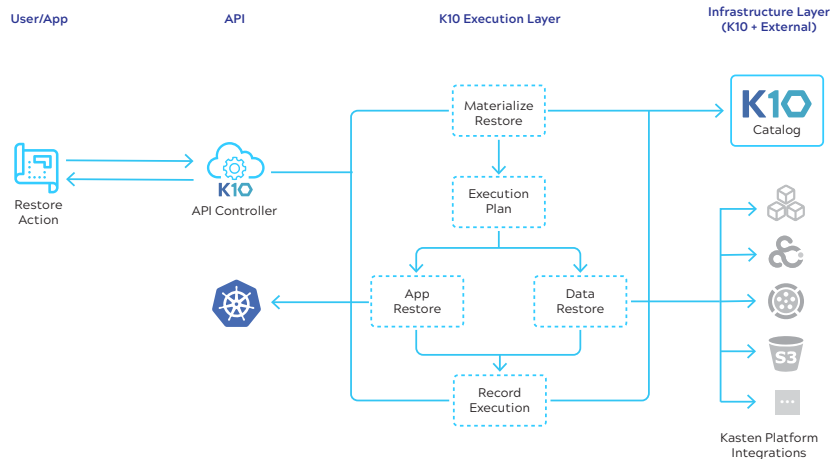 User/App
API
K10 Execution Layer
Infrastructure Layer
(K10 + External)
Materialize
Restore
K10
Catalog
Restore
Action
K10
API Controller
Execution
Plan
App
Restore
Data
Restore
S3
Record
Execution
Kasten Platform
Integrations